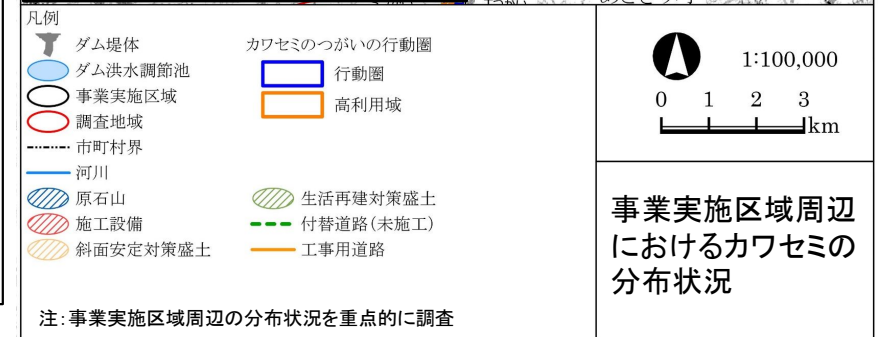 凡例
ダム堤体
ダム洪水調節池
事業実施区域
調査地域
市町村界
河川
原石山
施工設備
斜面安定対策盛土
カワセミのつがいの行動圏
行動圏
高利用域
生活再建対策盛土
付替道路(未施工)
工事用道路
注:事業実施区域周辺の分布状況を重点的に調査
1:100,000
0 1 2 3
km
事業実施区域周辺
におけるカワセミの
分布状況